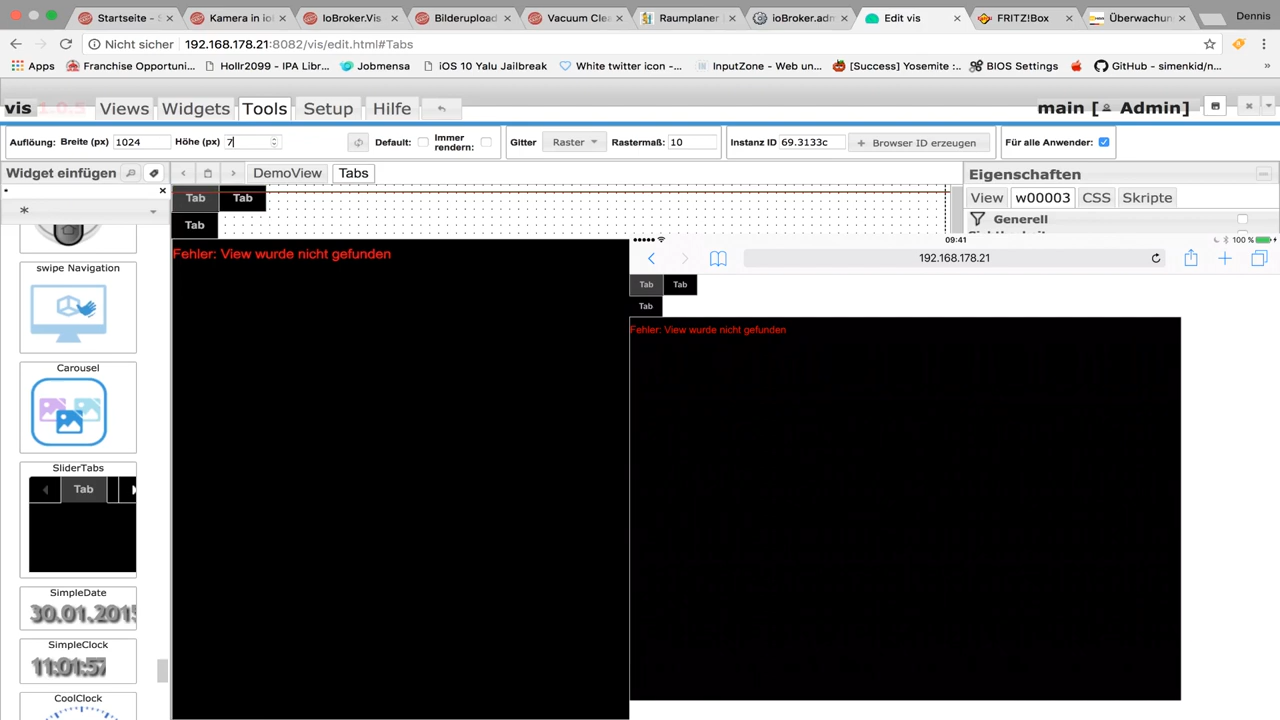 Startseite - S
Kamera in iol
IoBroker.Vis.
Bilderupload
Vacuum Clea
Raumplaner
ioBroker.adm
Edit vis
FRITZ!Box
Überwachun
Dennis
Nicht sicher 192.168.178.21:8082/vis/edit.html#Tabs
Apps
Franchise Opportuni...
Hollr2099 - IPA Libr...
Jobmensa
iOS 10 Yalu Jailbreak
White twitter icon -...
InputZone - Web un...
[Success] Yosemite :..
BIOS Settings
GitHub - simenkid/n...
vis 1.0.5
Views
Widgets
Tools
Setup
Hilfe
main [ Admin]
Auflöung: Breite (px) 1024 Höhe (px) 7
Default:
Immer
rendern:
Gitter Raster Rastermaß: 10
Instanz ID 69.3133c
+ Browser ID erzeugen
Für alle Anwender:
Widget einfügen
DemoView
Tabs
Eigenschaften
*
View
w00003
CSS
Skripte
Generell
Tab
Tab
Tab
Fehler: View wurde nicht gefunden
swipe Navigation
Carousel
SliderTabs
Tab
SimpleDate
30.01.2015
SimpleClock
11:01:57
CoolClock
09:41
100 %
192.168.178.21
Tab
Tab
Tab
Fehler: View wurde nicht gefunden